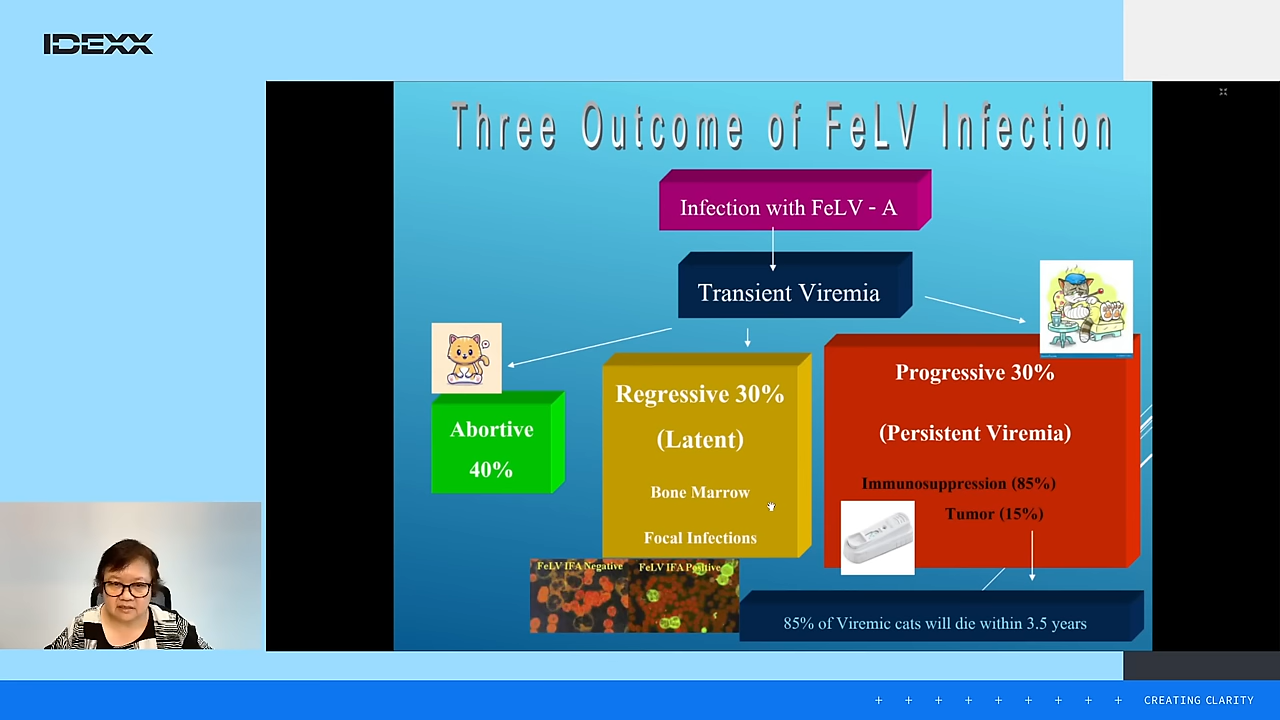 IDEXX
Three Outcome of FeLV Infection
Infection with FeLV - A
Transient Viremia
Abortive
40%
Regressive 30%
(Latent)
Bone Marrow
Focal Infections
Progressive 30%
(Persistent Viremia)
Immunosuppression (85%)
Tumor (15%)
FeLV IFA Negative
FeLV IFA Positive
85% of Viremic cats will die within 3.5 years
CREATING CLARITY